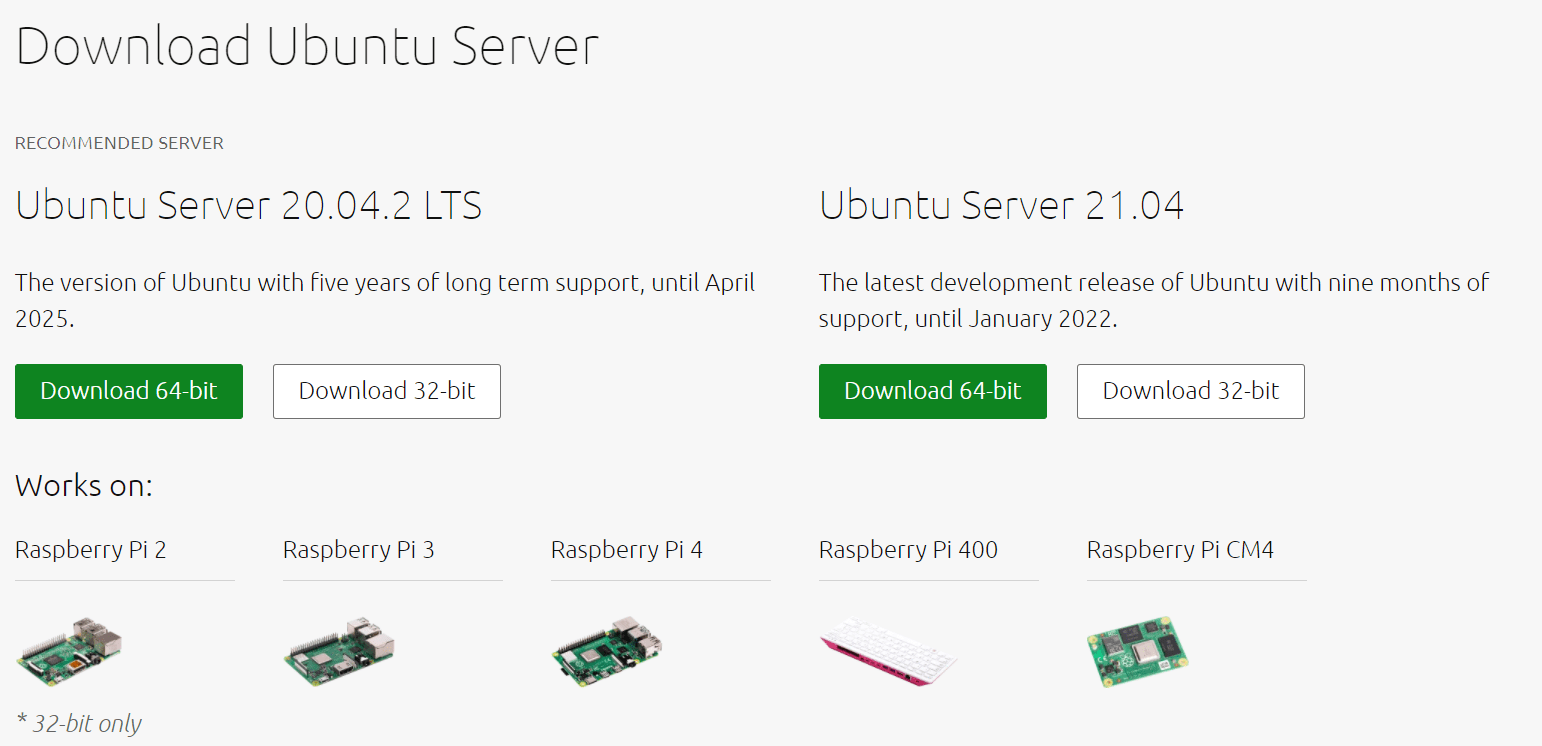 Download Ubuntu Server
RECOMMENDED SERVER
Ubuntu Server 20.04.2 LTS
The version of Ubuntu with five years of long term support, until April
2025.
Download 64-bit
Download 32-bit
Ubuntu Server 21.04
The latest development release of Ubuntu with nine months of
support, until January 2022.
Download 64-bit
Download 32-bit
Works on:
Raspberry Pi 2
Raspberry Pi 3
Raspberry Pi 4
Raspberry Pi 400
Raspberry Pi CM4
* 32-bit only